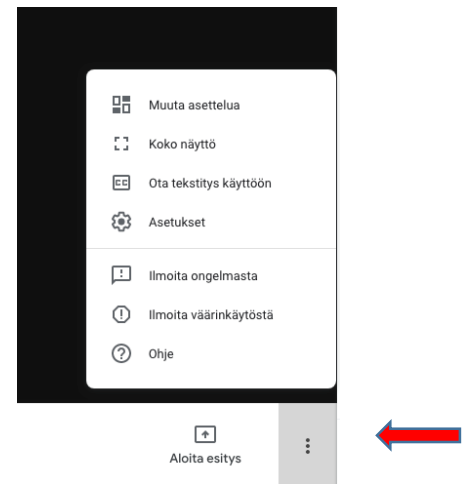 Muuta asettelua
Koko näyttö
Ota tekstitys käyttöön
Asetukset
Ilmoita ongelmasta
Ilmoita väärinkäytöstä
Ohje
Aloita esitys